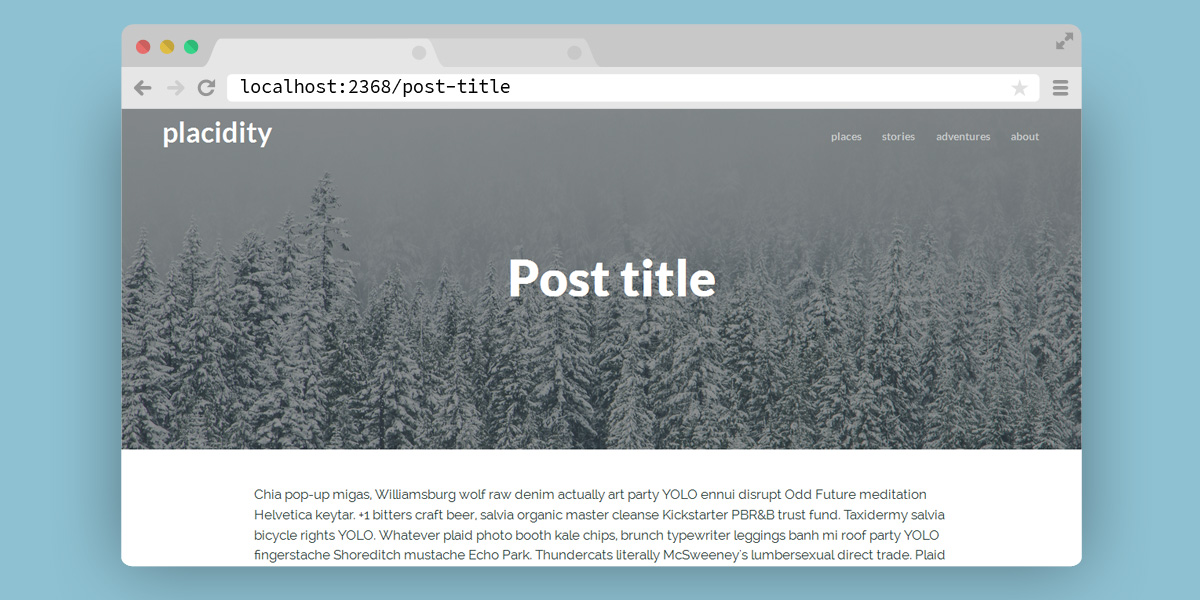 localhost:2368/post-title
placidity
places stories adventures about
Post title
Chia pop-up migas, Williamsburg wolf raw denim actually art party YOLO ennui disrupt Odd Future meditation
Helvetica keytar. +1 bitters craft beer, salvia organic master cleanse Kickstarter PBR&B trust fund. Taxidermy salvia
bicycle rights YOLO. Whatever plaid photo booth kale chips, brunch typewriter leggings banh mi roof party YOLO
fingerstache Shoreditch mustache Echo Park. Thundercats literally McSweeney's lumbersexual direct trade. Plaid